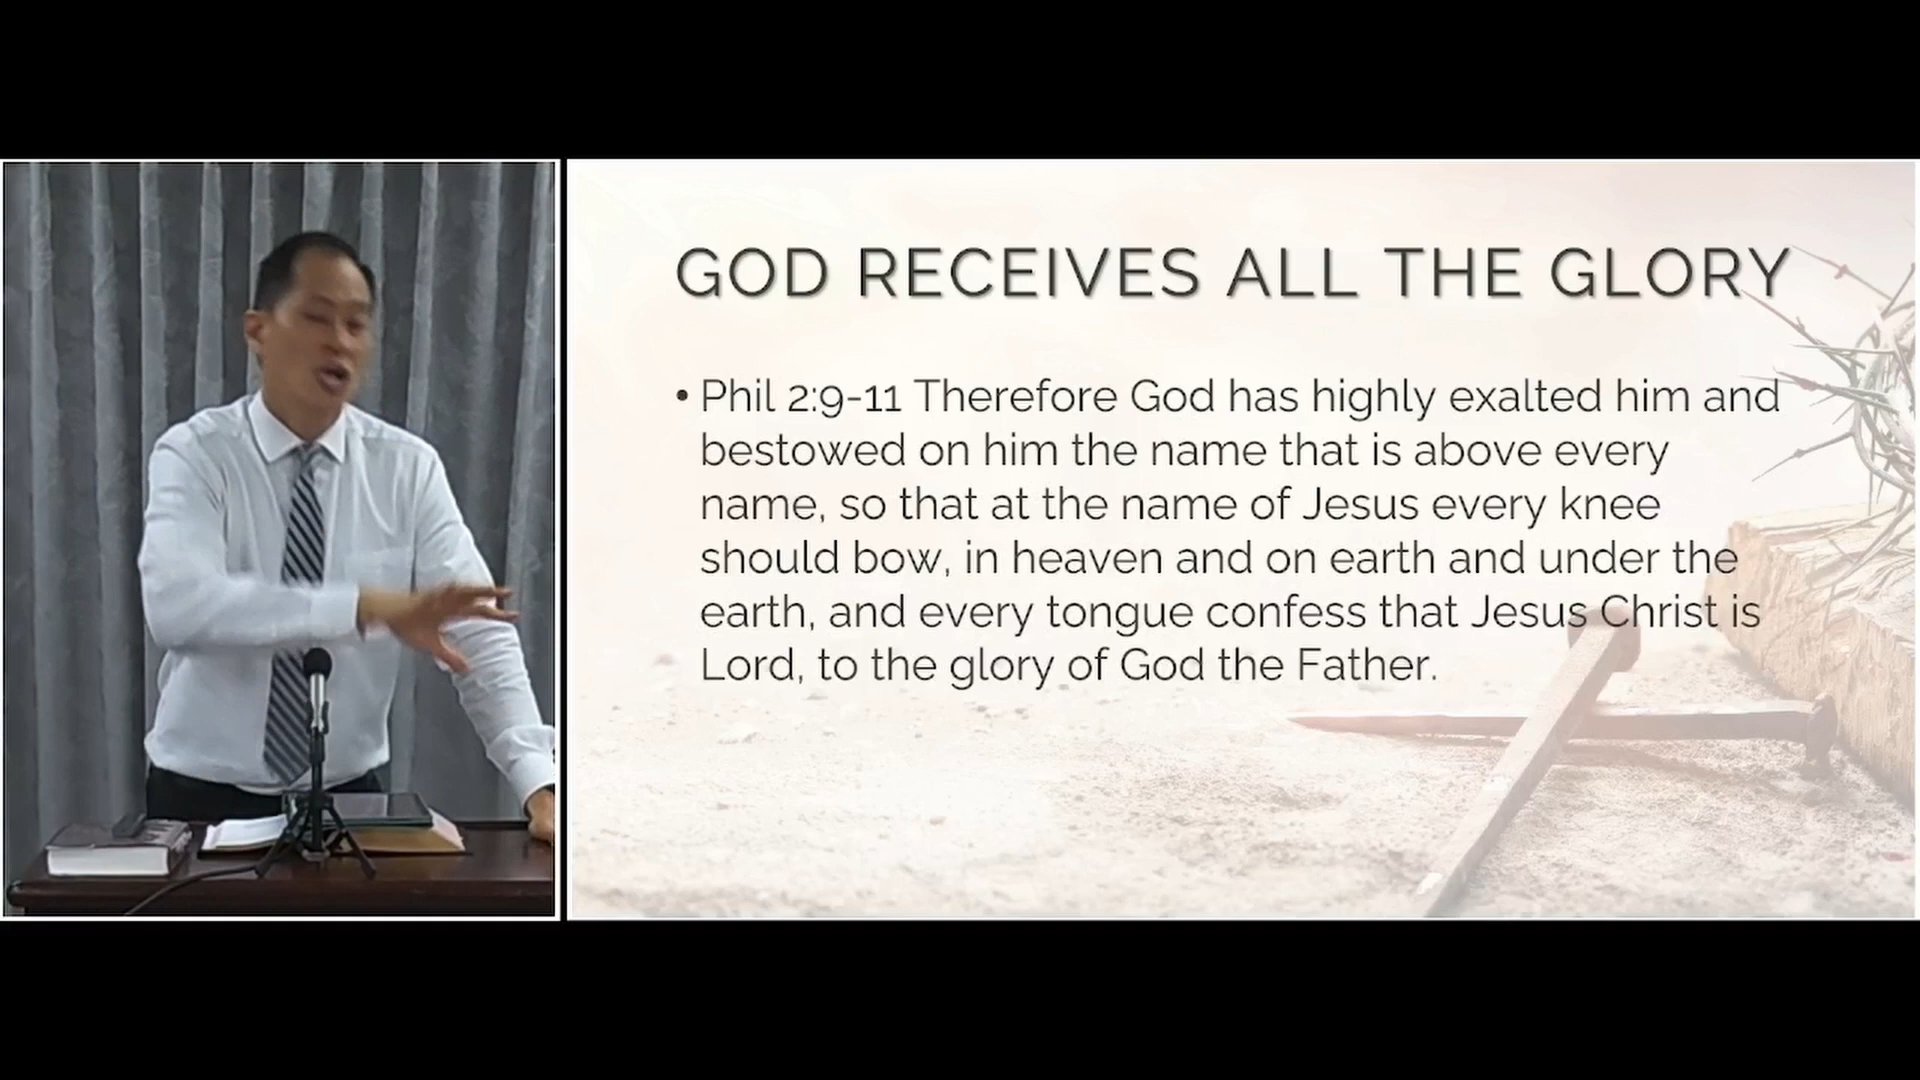 GOD RECEIVES ALL THE GLORY
• Phil 2:9-11 Therefore God has highly exalted him and
bestowed on him the name that is above every
name, so that at the name of Jesus every knee
should bow, in heaven and on earth and under the
earth, and every tongue confess that Jesus Christ is
Lord, to the glory of God the Father.